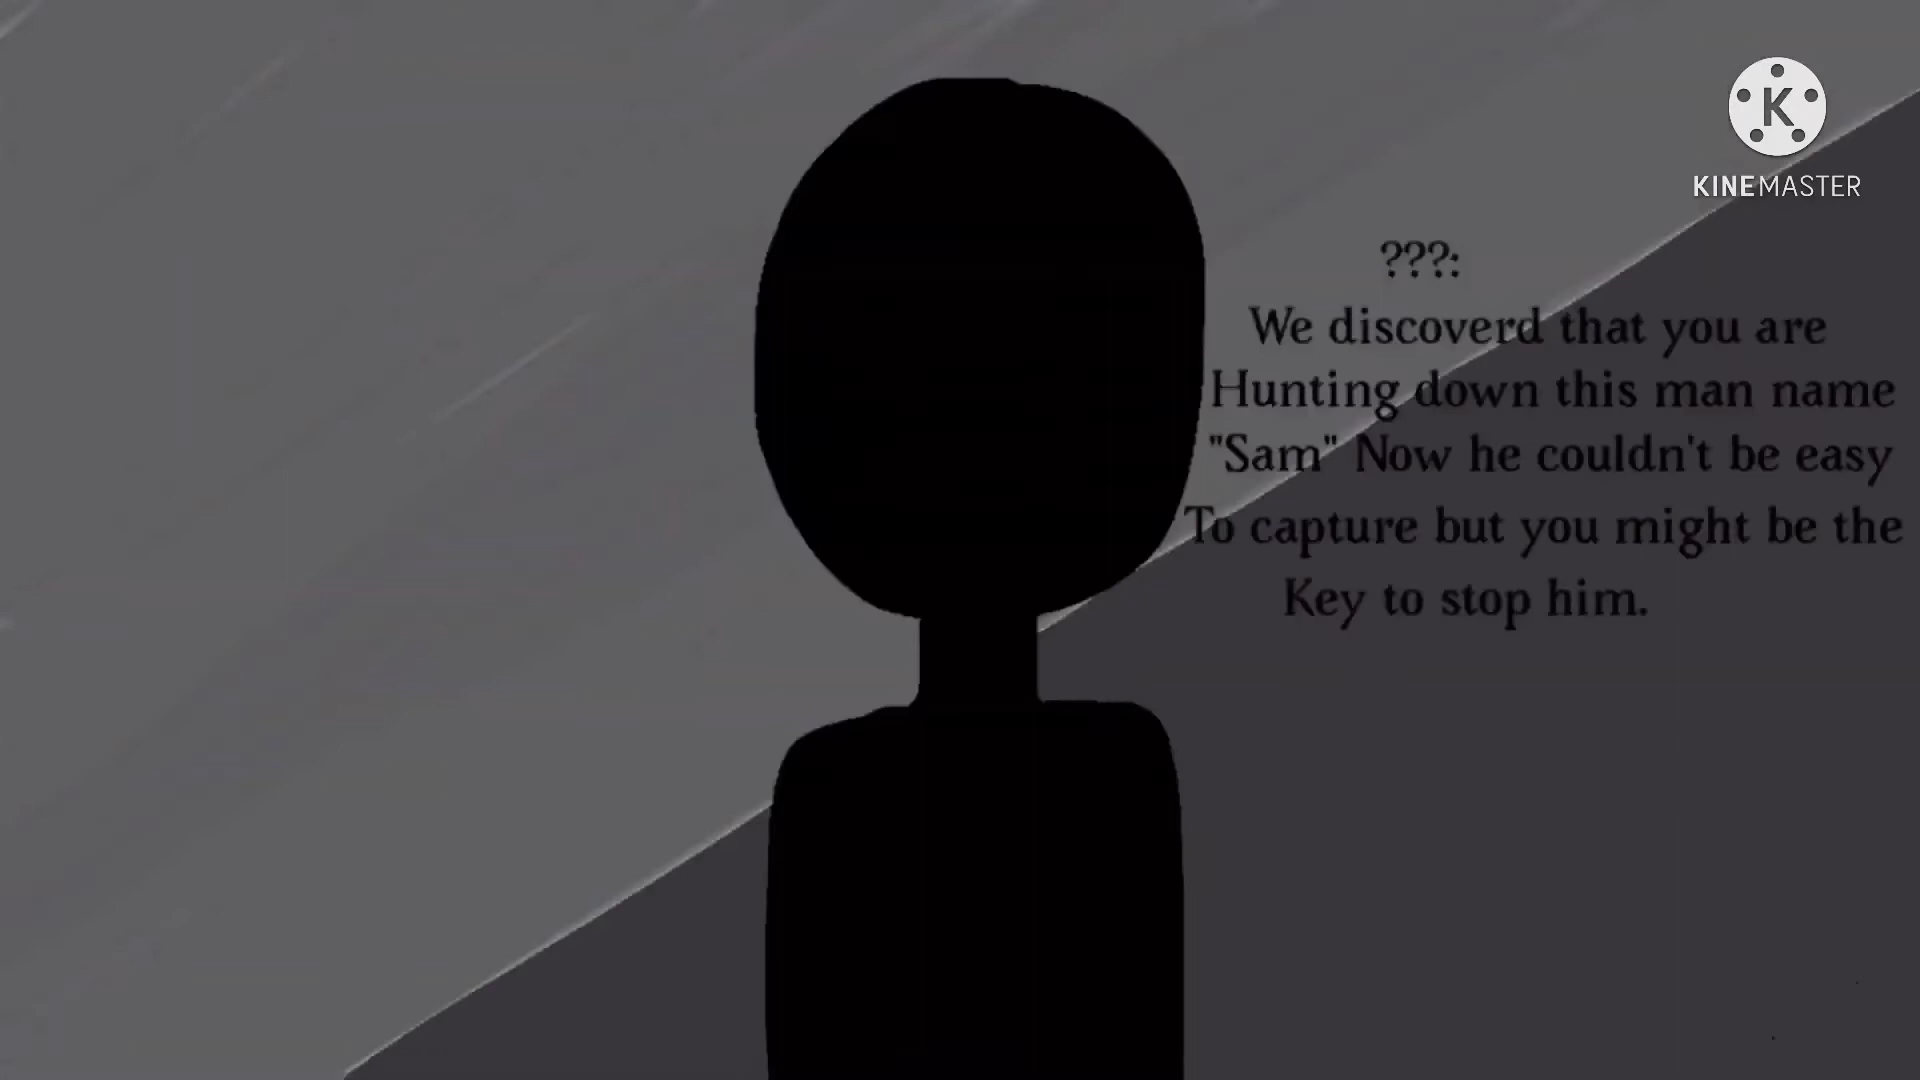 K
KINEMASTER
???:
We discoverd that you are
Hunting down this man name
"Sam" Now he couldn't be easy
To capture but you might be the
Key to stop him.